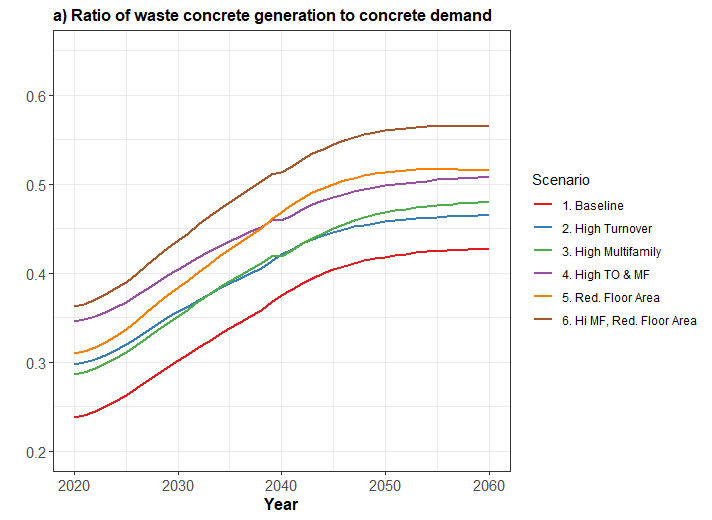 a) Ratio of waste concrete generation to concrete demand
0.6
0.5
0.4
0.3
0.2
2020 2030 2040 2050 2060
Year
Scenario
1. Baseline
2. High Turnover
3. High Multifamily
4. High TO & MF
5. Red. Floor Area
6. Hi MF, Red. Floor Area